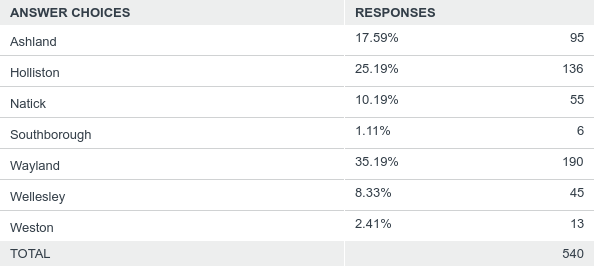 ANSWER CHOICES RESPONSES
Ashland 17.59% 95
Holliston 25.19% 136
Natick 10.19% 55
Southborough 1.11% 6
Wayland 35.19% 190
Wellesley 8.33% 45
Weston 2.41% 13
TOTAL 540